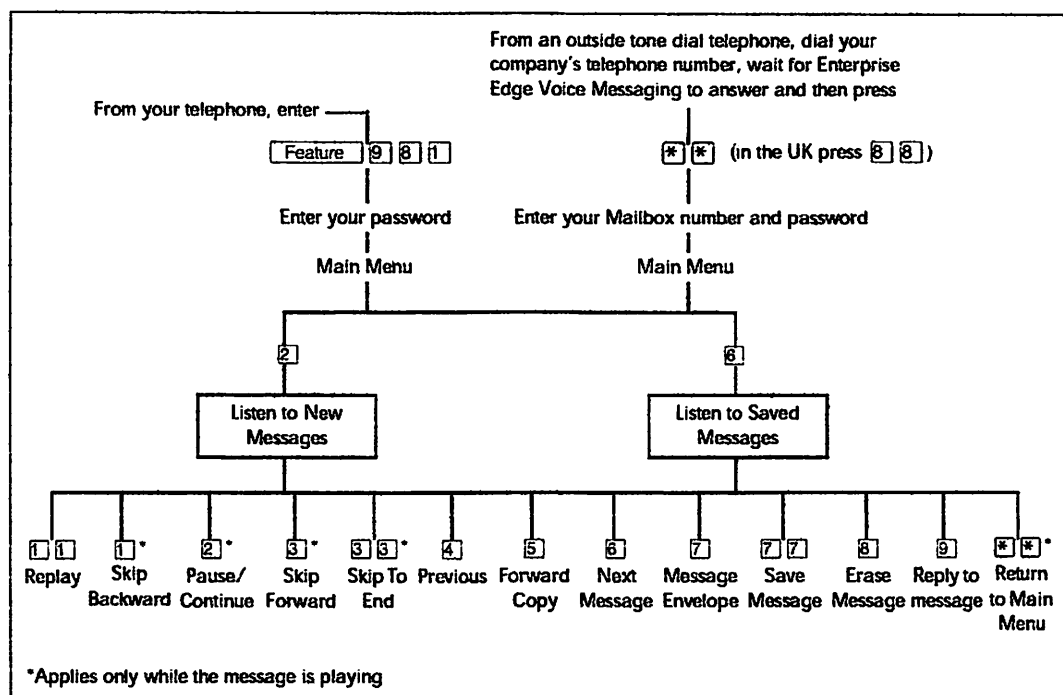 From an outside tone dial telephone, dial your
company's telephone number, wait for Enterprise
Edge Voice Messaging to answer and then press
From your telephone, enter
Feature 9 8 1
* * (in the UK press 8 8 )
Enter your password
Enter your Mailbox number and password
Main Menu
Main Menu
2
6
Listen to New
Messages
Listen to Saved
Messages
1 1
Replay
1 *
Skip
Backward
2 *
Pause/
Continue
3 *
Skip
Forward
3 3 *
Skip To
End
4
Previous
5
Forward
Copy
6
Next
Message
7
Message
Envelope
7 7
Save
Message
8
Erase
Message
9
Reply to
message
* * *
Return
to Main
Menu
*Applies only while the message is playing